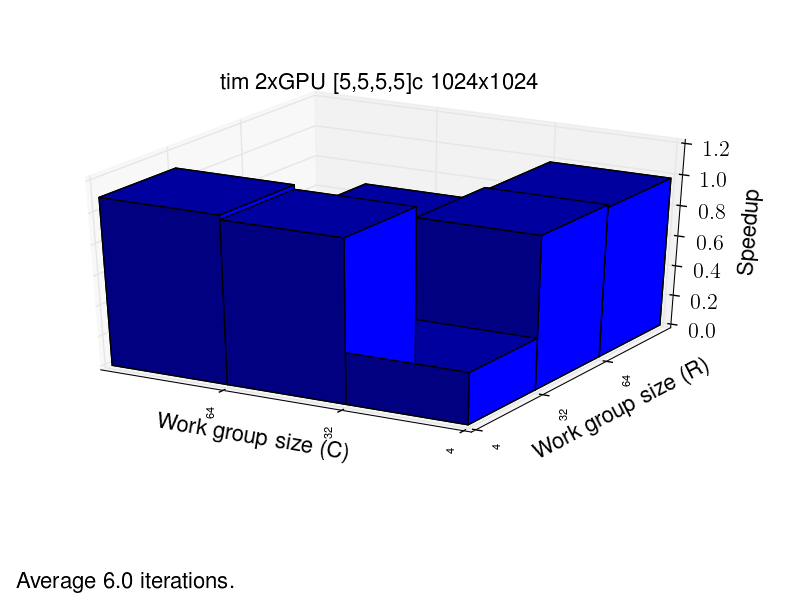 tim 2xGPU [5,5,5,5]c 1024x1024
1.2
1.0
0.8
0.6
0.4
0.2
0.0
Speedup
64
32
4
Work group size (C)
4
32
64
Work group size (R)
Average 6.0 iterations.